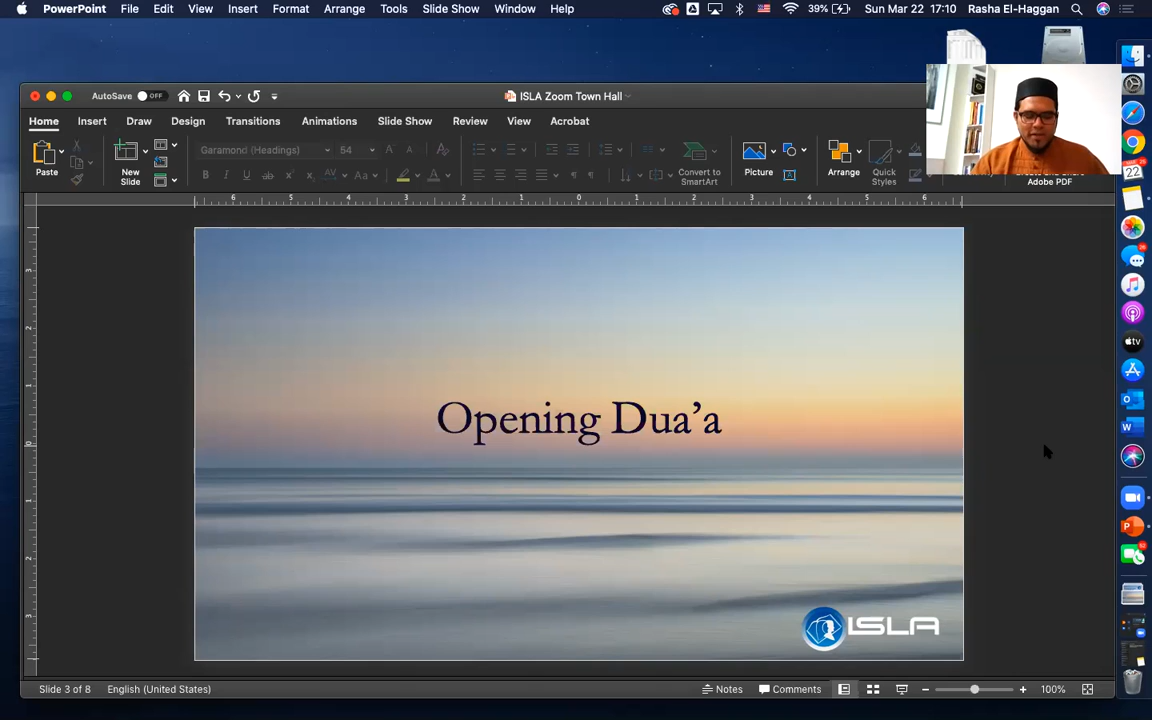 PowerPoint File Edit View Insert Format Arrange Tools Slide Show Window Help 39% Sun Mar 22 17:10 Rasha El-Haggan
AutoSave OFF ISLA Zoom Town Hall
Home Insert Draw Design Transitions Animations Slide Show Review View Acrobat
Garamond (Headings) 54
Paste New Slide Convert to SmartArt Picture Arrange Quick Styles Adobe PDF
Opening Dua’a
ISLA
Slide 3 of 8 English (United States) Notes Comments 100%